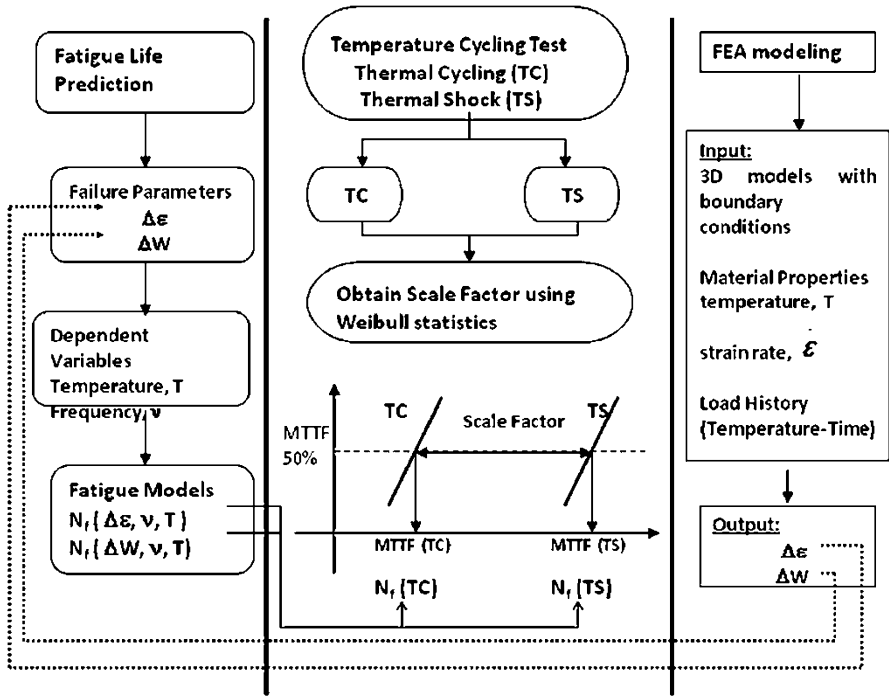 Fatigue Life
Prediction
Failure Parameters
Δε
ΔW
Dependent
Variables
Temperature, T
Frequency, ν
Fatigue Models
Nf ( Δε, ν, T )
Nf ( ΔW, ν, T)
Temperature Cycling Test
Thermal Cycling (TC)
Thermal Shock (TS)
TC
TS
Obtain Scale Factor using
Weibull statistics
TC
TS
Scale Factor
MTTF
50%
MTTF (TC)
MTTF (TS)
Nf (TC)
Nf (TS)
FEA modeling
Input:
3D models with
boundary
conditions
Material Properties
temperature, T
strain rate, ε̇
Load History
(Temperature-Time)
Output:
Δε
ΔW